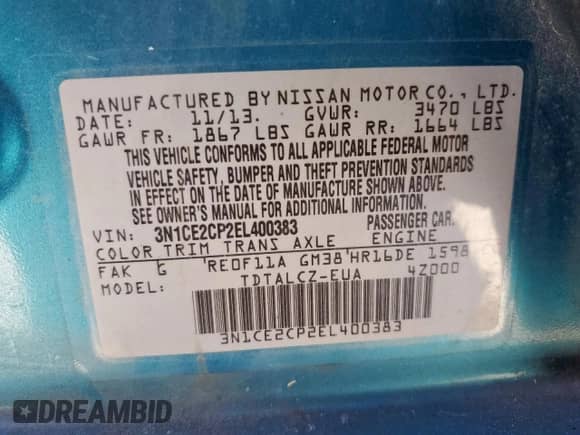 MANUFACTURED BY NISSAN MOTOR CO., LTD.
DATE: 11/13. GVWR: 3470 LBS
GAWR FR: 1867 LBS GAWR RR: 1664 LBS
THIS VEHICLE CONFORMS TO ALL APPLICABLE FEDERAL MOTOR
VEHICLE SAFETY, BUMPER AND THEFT PREVENTION STANDARDS
IN EFFECT ON THE DATE OF MANUFACTURE SHOWN ABOVE.
SEE OWNER'S MANUAL FOR ADDITIONAL INFORMATION.
VIN: 3N1CE2CP2EL400383 PASSENGER CAR.
COLOR TRIM TRANS AXLE ENGINE
FAK G 'RE0F11A GM38'HR16DE 1598
MODEL: TDTALCZ-EUA 4Z000
3N1CE2CP2EL400383
DREAMBID